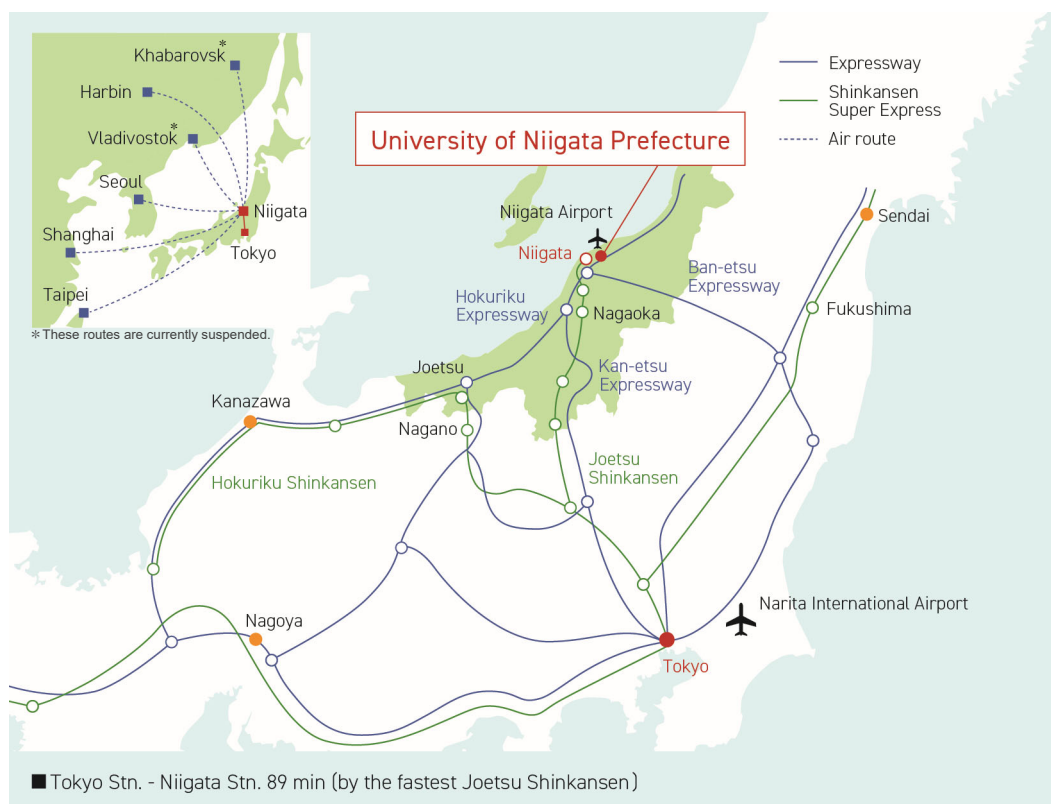 Khabarovsk*
Harbin
Vladivostok*
Seoul
Niigata
Shanghai
Tokyo
Taipei
* These routes are currently suspended.
Expressway
Shinkansen
Super Express
Air route
University of Niigata Prefecture
Niigata Airport
Sendai
Niigata
Ban-etsu
Expressway
Hokuriku
Expressway
Nagaoka
Fukushima
Kan-etsu
Expressway
Joetsu
Kanazawa
Nagano
Joetsu
Shinkansen
Hokuriku Shinkansen
Narita International Airport
Nagoya
Tokyo
■ Tokyo Stn. - Niigata Stn. 89 min (by the fastest Joetsu Shinkansen)